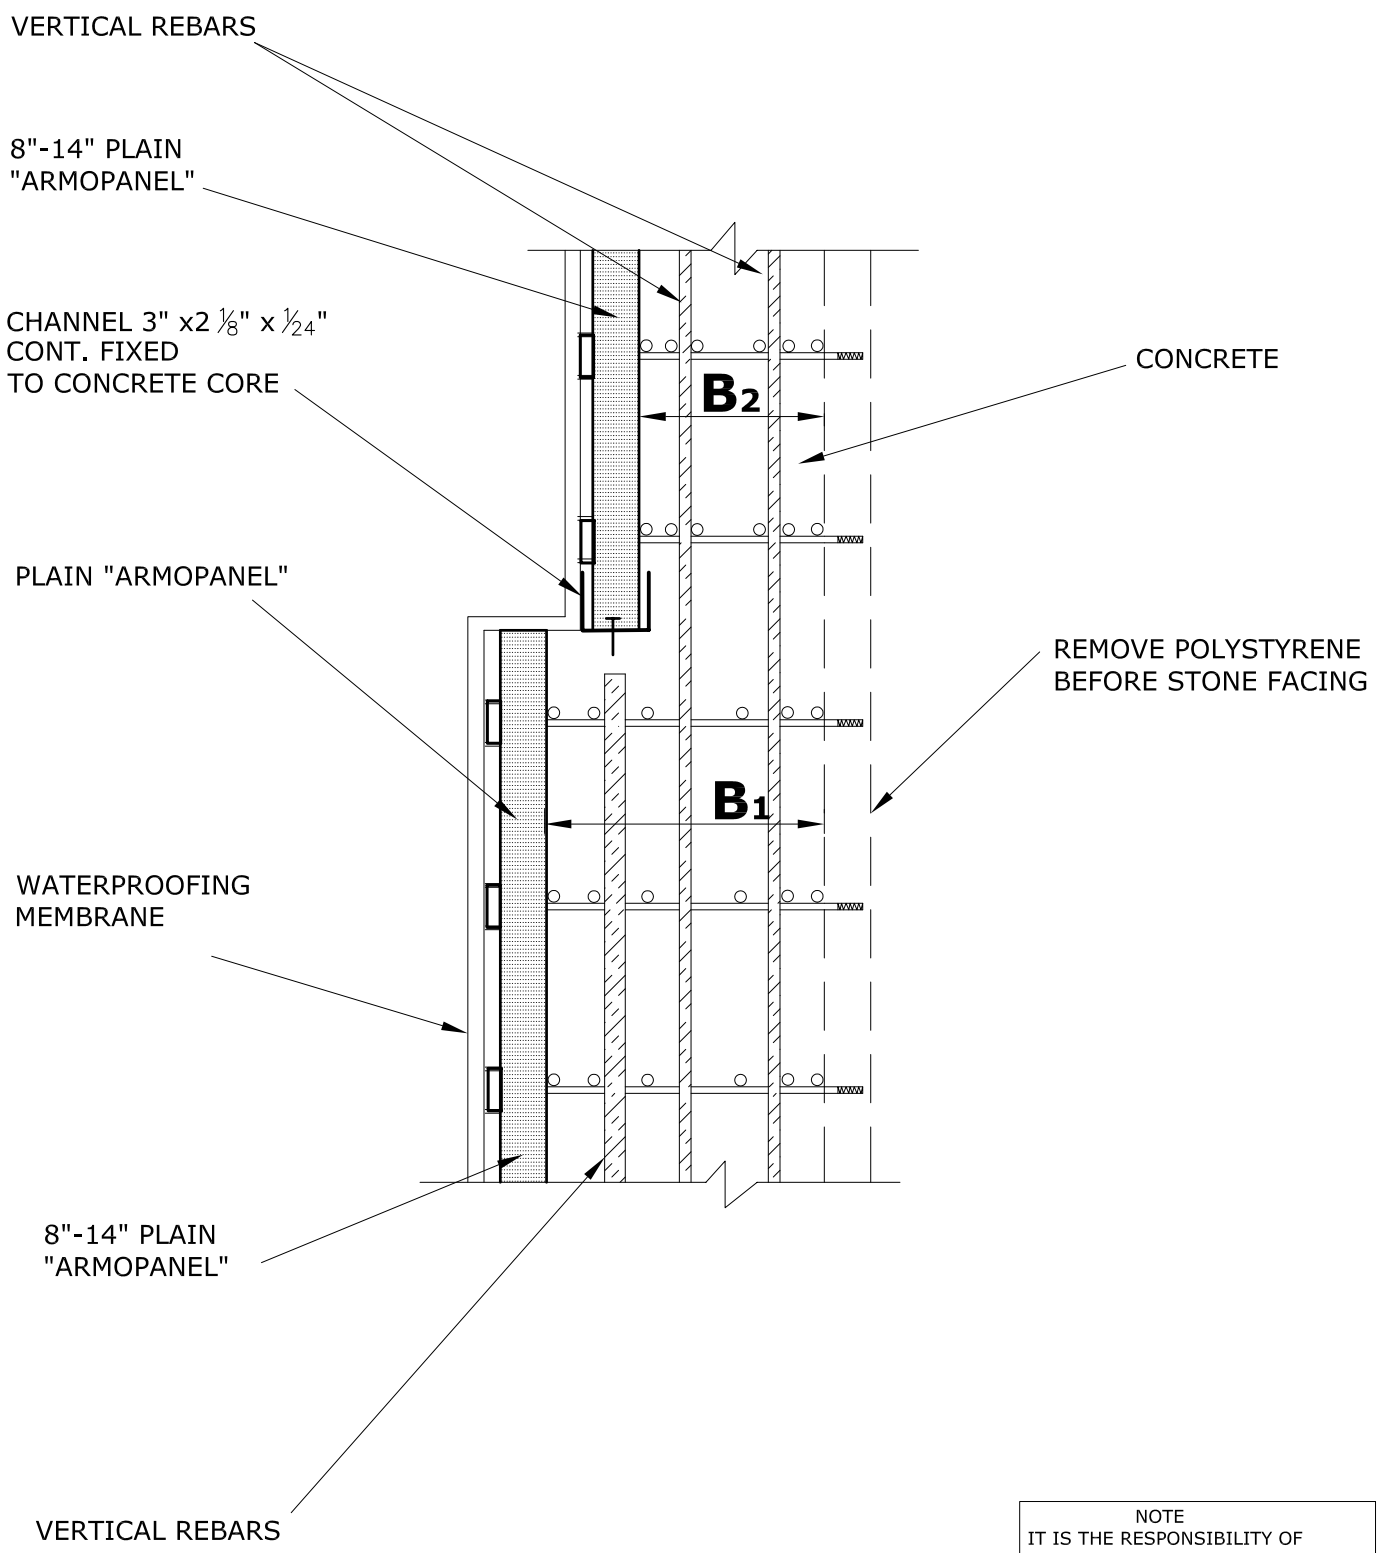 VERTICAL REBARS
8"-14" PLAIN
"ARMOPANEL"
CHANNEL 3" x2 1/8" x 1/24"
CONT. FIXED
TO CONCRETE CORE
B2
CONCRETE
PLAIN "ARMOPANEL"
REMOVE POLYSTYRENE
BEFORE STONE FACING
B1
WATERPROOFING
MEMBRANE
8"-14" PLAIN
"ARMOPANEL"
VERTICAL REBARS
NOTE
IT IS THE RESPONSIBILITY OF